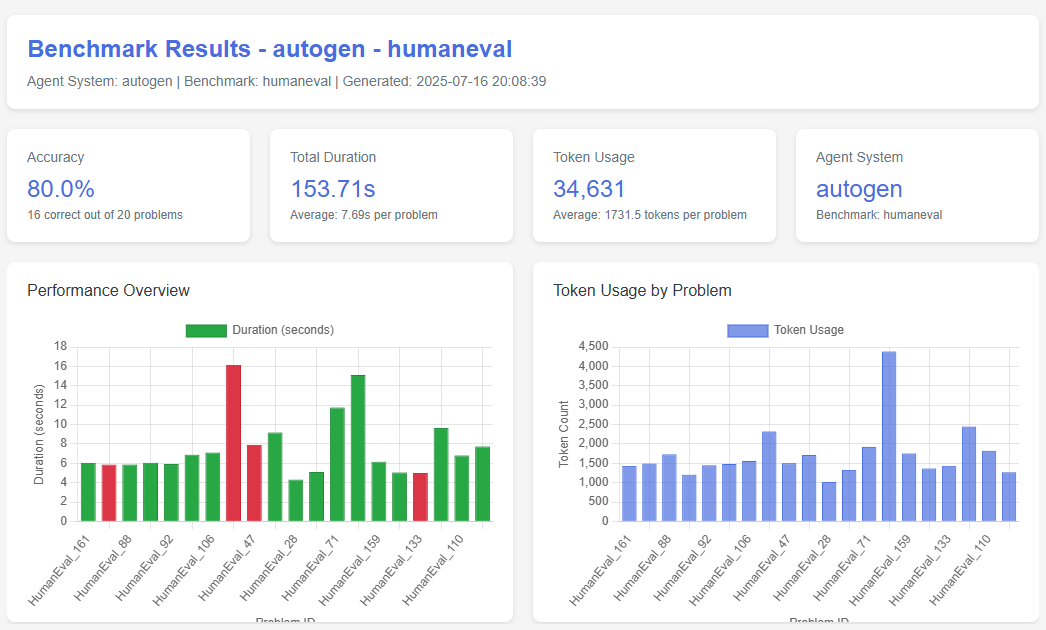 Benchmark Results - autogen - humaneval
Agent System: autogen | Benchmark: humaneval | Generated: 2025-07-16 20:08:39
Accuracy
80.0%
16 correct out of 20 problems
Total Duration
153.71s
Average: 7.69s per problem
Token Usage
34,631
Average: 1731.5 tokens per problem
Agent System
autogen
Benchmark: humaneval
Performance Overview
Duration (seconds)
18
16
14
12
10
8
6
4
2
0
Duration (seconds)
HumanEval_161
HumanEval_88
HumanEval_92
HumanEval_106
HumanEval_47
HumanEval_28
HumanEval_71
HumanEval_159
HumanEval_133
HumanEval_110
Problem ID
Token Usage by Problem
Token Usage
4,500
4,000
3,500
3,000
2,500
2,000
1,500
1,000
500
0
Token Count
HumanEval_161
HumanEval_88
HumanEval_92
HumanEval_106
HumanEval_47
HumanEval_28
HumanEval_71
HumanEval_159
HumanEval_133
HumanEval_110
Problem ID